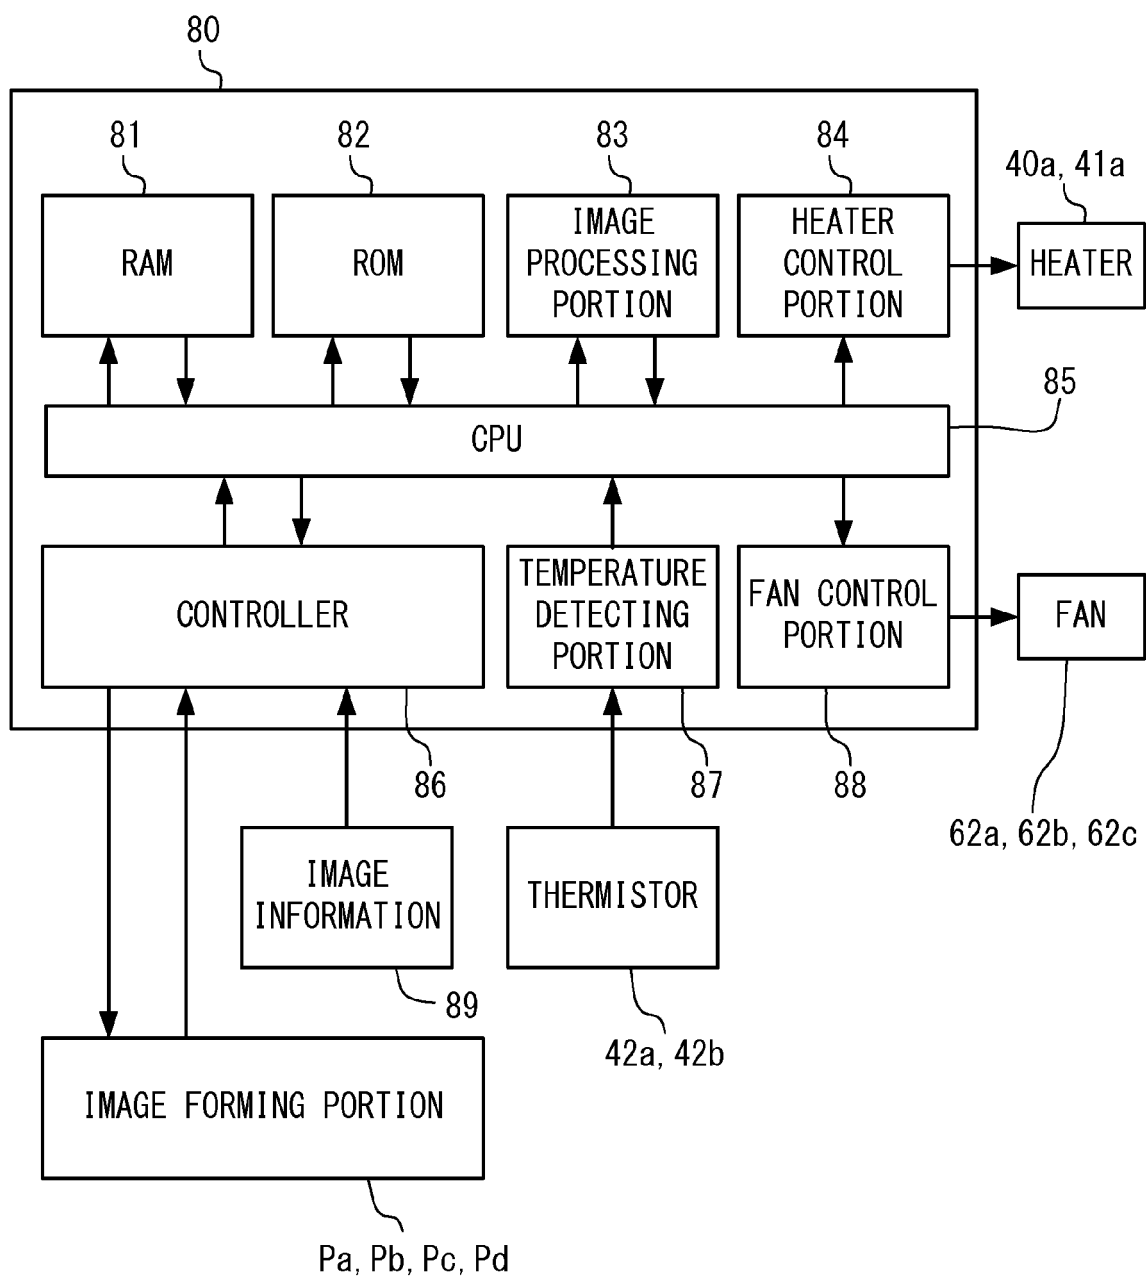 80
81
82
83
84
40a, 41a
RAM
ROM
IMAGE
PROCESSING
PORTION
HEATER
CONTROL
PORTION
HEATER
85
CPU
CONTROLLER
TEMPERATURE
DETECTING
PORTION
FAN CONTROL
PORTION
FAN
86
87
88
62a, 62b, 62c
IMAGE
INFORMATION
THERMISTOR
89
42a, 42b
IMAGE FORMING PORTION
Pa, Pb, Pc, Pd